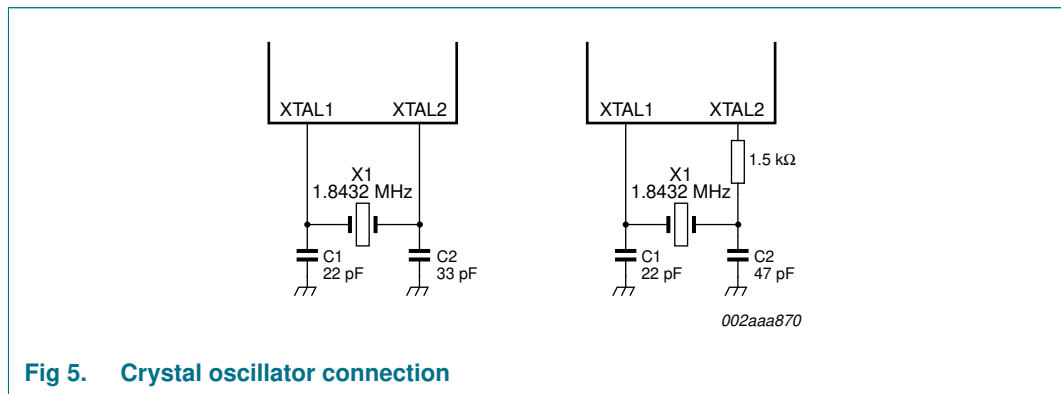 XTAL1 XTAL2
X1
1.8432 MHz
C1
22 pF
C2
33 pF
XTAL1 XTAL2
1.5 kΩ
X1
1.8432 MHz
C1
22 pF
C2
47 pF
002aaa870
Fig 5. Crystal oscillator connection